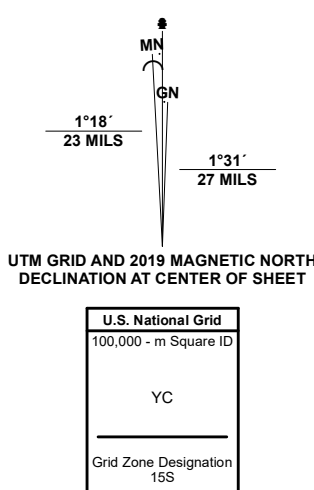 MN
GN
1°18´
23 MILS
1°31´
27 MILS
UTM GRID AND 2019 MAGNETIC NORTH
DECLINATION AT CENTER OF SHEET
U.S. National Grid
100,000 - m Square ID
YC
Grid Zone Designation
15S